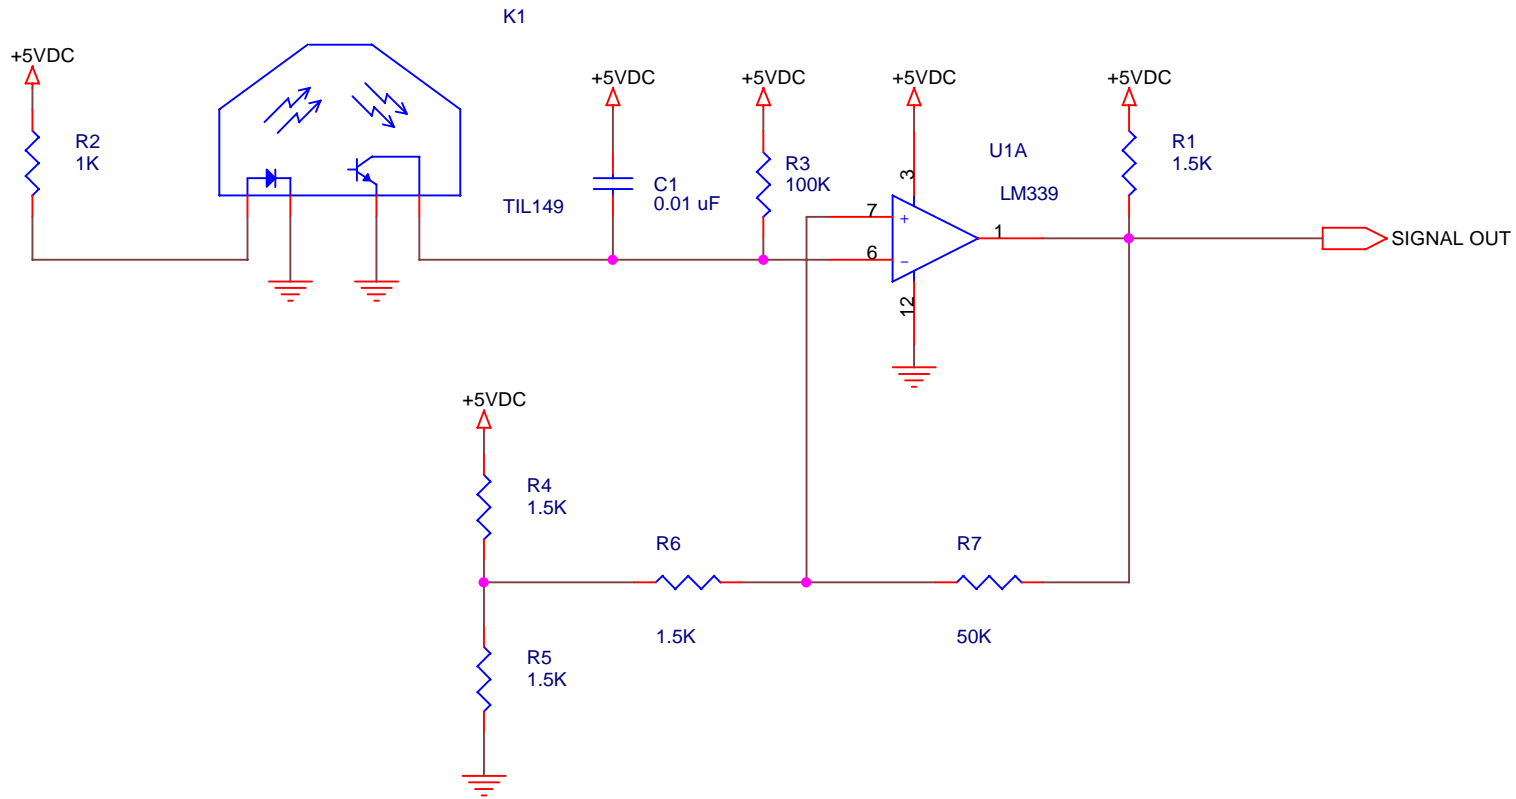 K1
+5VDC
+5VDC
+5VDC
+5VDC
+5VDC
R2
1K
R1
1.5K
U1A
R3
100K
C1
0.01 uF
LM339
TIL149
3
7
+
1
SIGNAL OUT
6
-
12
+5VDC
R4
1.5K
R6
R7
1.5K
50K
R5
1.5K